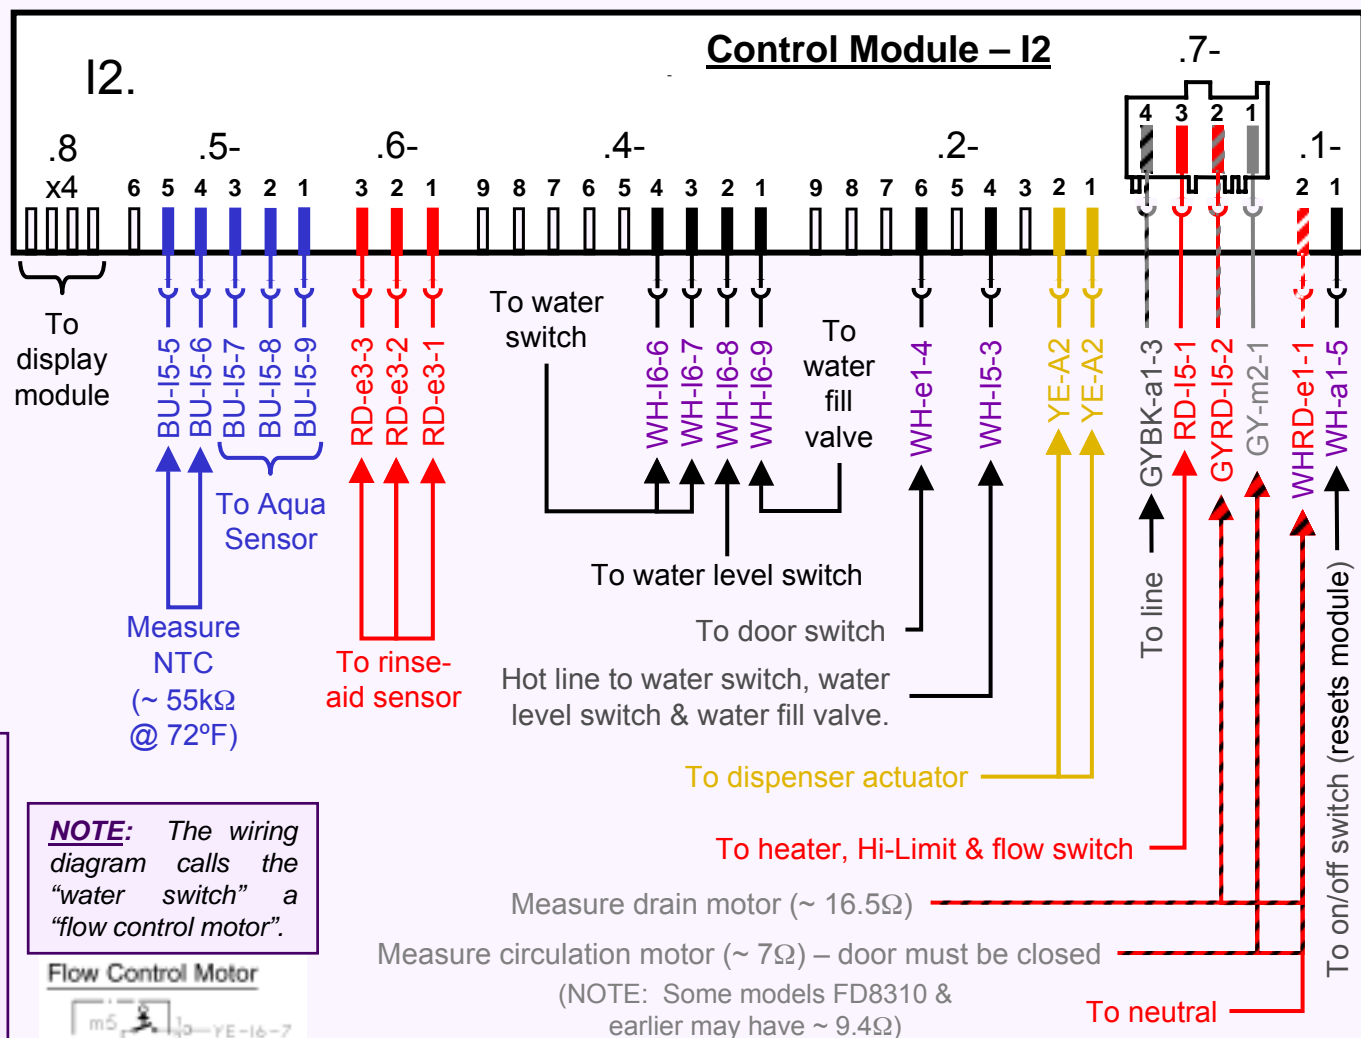 Control Module – I2
I2.
.8
x4
.5-
.6-
.4-
.2-
.7-
.1-
6 5 4 3 2 1
3 2 1
9 8 7 6 5 4 3 2 1
9 8 7 6 5 4 3 2 1
4 3 2 1
2 1
To
display
module
BU-I5-5
BU-I5-6
BU-I5-7
BU-I5-8
BU-I5-9
RD-e3-3
RD-e3-2
RD-e3-1
To water
switch
WH-I6-6
WH-I6-7
WH-I6-8
WH-I6-9
To
water
fill
valve
WH-e1-4
WH-I5-3
YE-A2
YE-A2
GYBK-a1-3
RD-I5-1
GYRD-I5-2
GY-m2-1
WHRD-e1-1
WH-a1-5
To Aqua
Sensor
Measure
NTC
(~ 55kΩ
@ 72ºF)
To rinse-
aid sensor
To water level switch
To door switch
Hot line to water switch, water
level switch & water fill valve.
To dispenser actuator
To line
To on/off switch (resets module)
To heater, Hi-Limit & flow switch
Measure drain motor (~ 16.5Ω)
Measure circulation motor (~ 7Ω) – door must be closed
(NOTE: Some models FD8310 &
earlier may have ~ 9.4Ω)
To neutral
NOTE: The wiring
diagram calls the
“water switch” a
“flow control motor”.
Flow Control Motor
m5
YE-I6-7